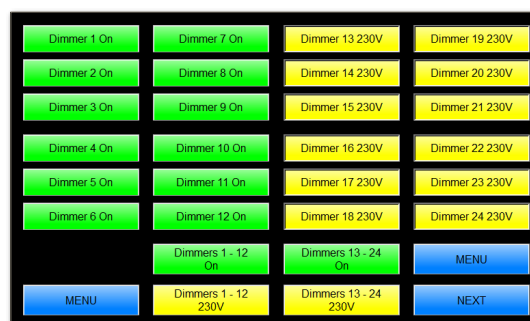 Dimmer 1 On Dimmer 7 On Dimmer 13 230V Dimmer 19 230V
Dimmer 2 On Dimmer 8 On Dimmer 14 230V Dimmer 20 230V
Dimmer 3 On Dimmer 9 On Dimmer 15 230V Dimmer 21 230V
Dimmer 4 On Dimmer 10 On Dimmer 16 230V Dimmer 22 230V
Dimmer 5 On Dimmer 11 On Dimmer 17 230V Dimmer 23 230V
Dimmer 6 On Dimmer 12 On Dimmer 18 230V Dimmer 24 230V
Dimmers 1 - 12
On
Dimmers 13 - 24
On
MENU
MENU
Dimmers 1 - 12
230V
Dimmers 13 - 24
230V
NEXT